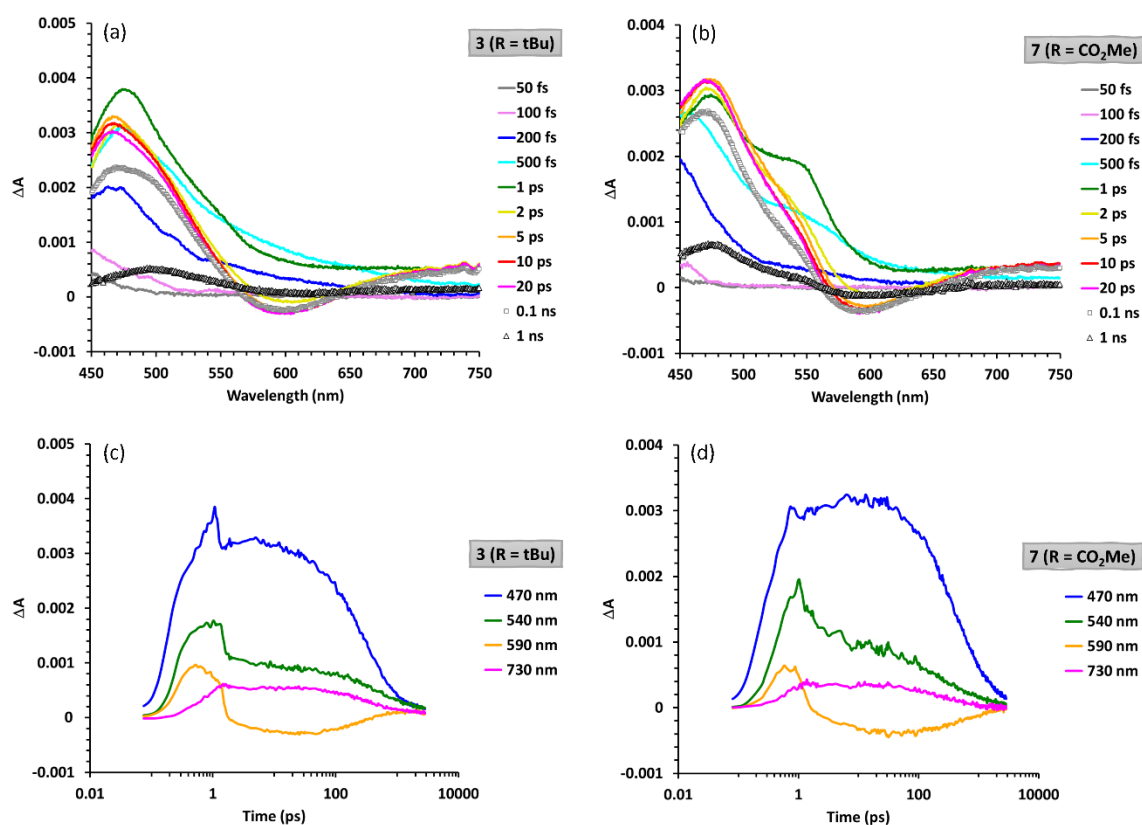 (a)
3 (R = tBu)
0.005
0.004
0.003
0.002
0.001
0
-0.001
ΔA
450 500 550 600 650 700 750
Wavelength (nm)
50 fs
100 fs
200 fs
500 fs
1 ps
2 ps
5 ps
10 ps
20 ps
0.1 ns
1 ns
(b)
7 (R = CO₂Me)
0.004
0.003
0.002
0.001
0
-0.001
ΔA
450 500 550 600 650 700 750
Wavelength (nm)
50 fs
100 fs
200 fs
500 fs
1 ps
2 ps
5 ps
10 ps
20 ps
0.1 ns
1 ns
(c)
3 (R = tBu)
0.005
0.004
0.003
0.002
0.001
0
-0.001
ΔA
0.01 1 100 10000
Time (ps)
470 nm
540 nm
590 nm
730 nm
(d)
7 (R = CO₂Me)
0.004
0.003
0.002
0.001
0
-0.001
ΔA
0.01 1 100 10000
Time (ps)
470 nm
540 nm
590 nm
730 nm